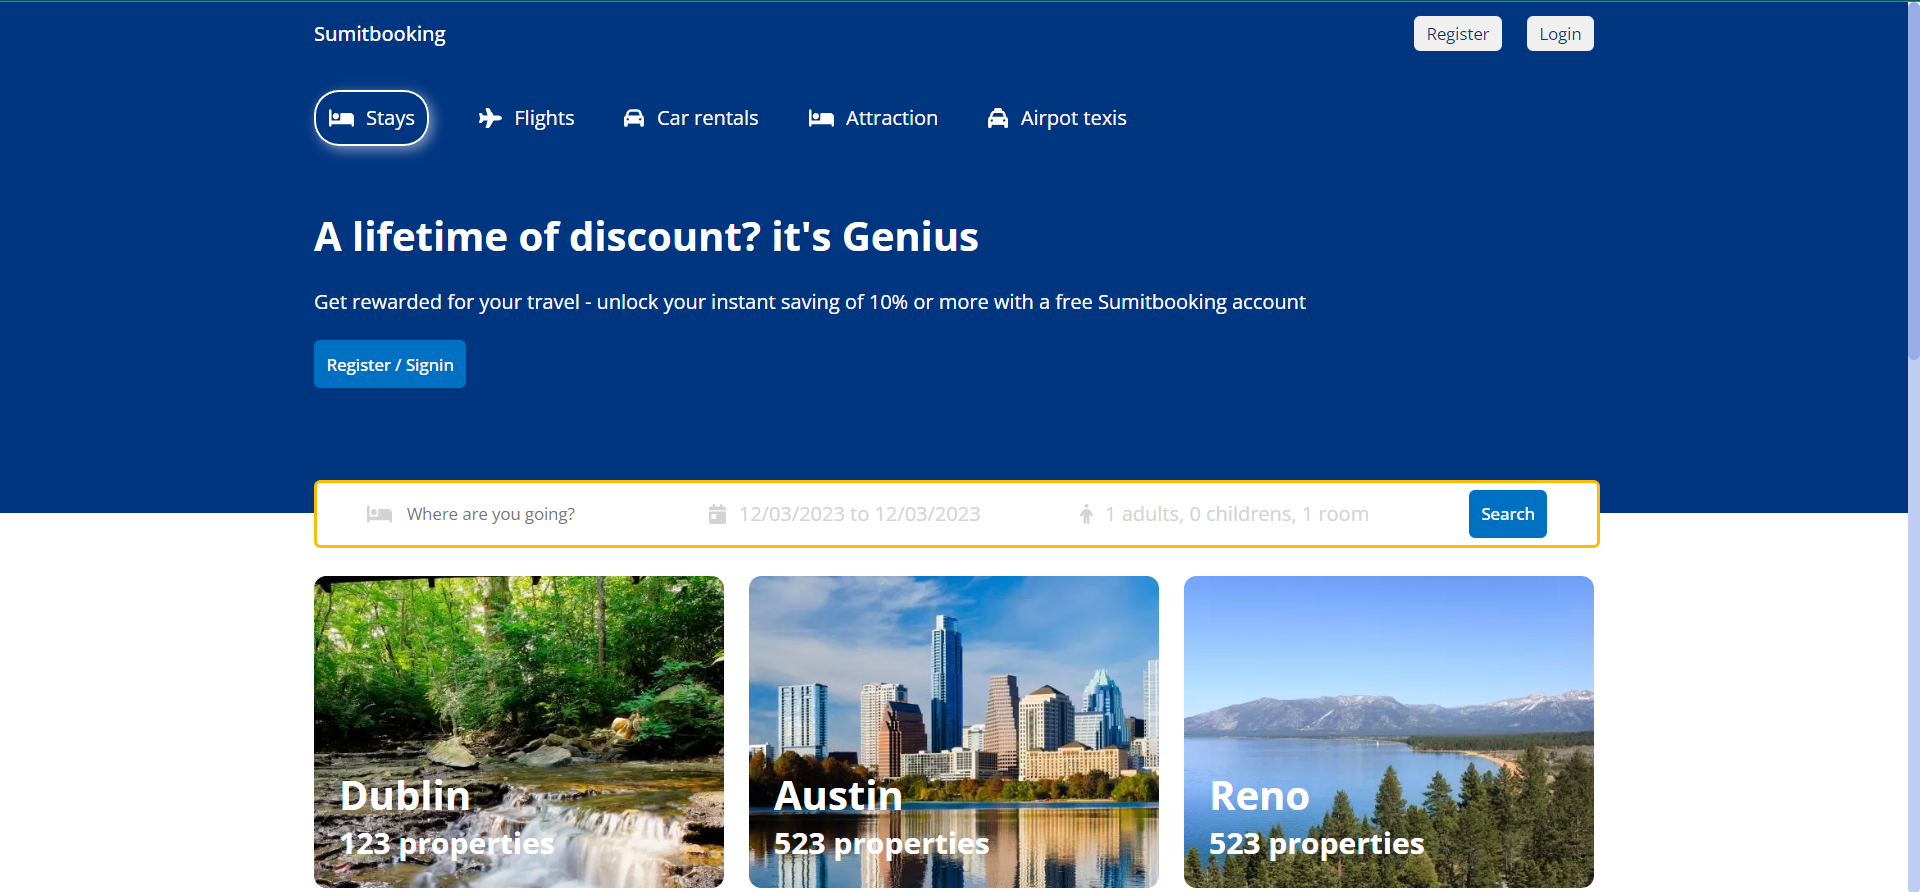 Sumitbooking
Register
Login
Stays
Flights
Car rentals
Attraction
Airpot texis
A lifetime of discount? it's Genius
Get rewarded for your travel - unlock your instant saving of 10% or more with a free Sumitbooking account
Register / Signin
Where are you going?
12/03/2023 to 12/03/2023
1 adults, 0 childrens, 1 room
Search
Dublin
123 properties
Austin
523 properties
Reno
523 properties